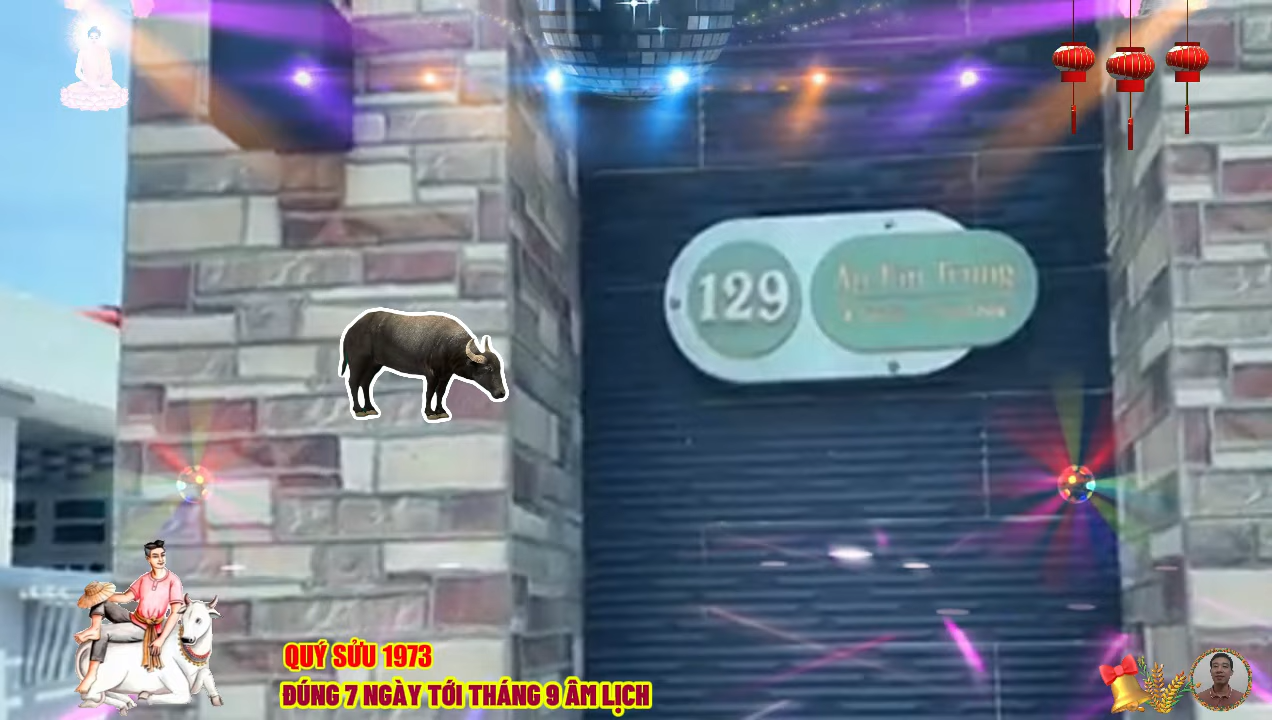 129
QUÝ SỬU 1973
ĐÚNG 7 NGÀY TỚI THÁNG 9 ÂM LỊCH